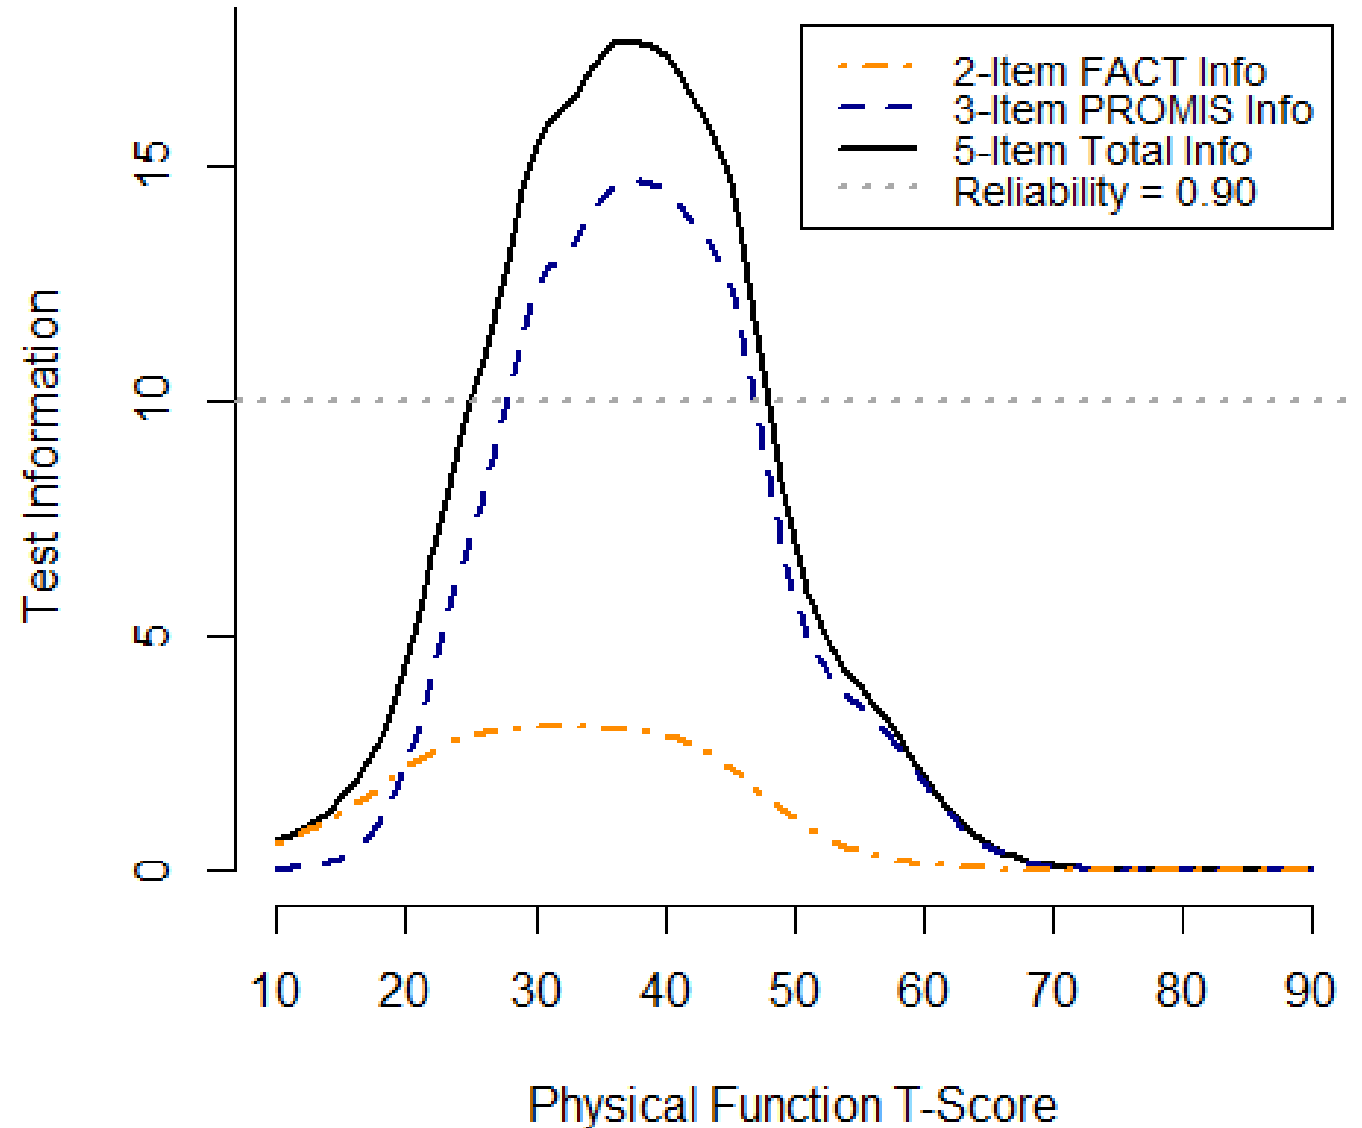 2-Item FACT Info
3-Item PROMIS Info
5-Item Total Info
Reliability = 0.90
Test Information
15
10
5
0
10 20 30 40 50 60 70 80 90
Physical Function T-Score